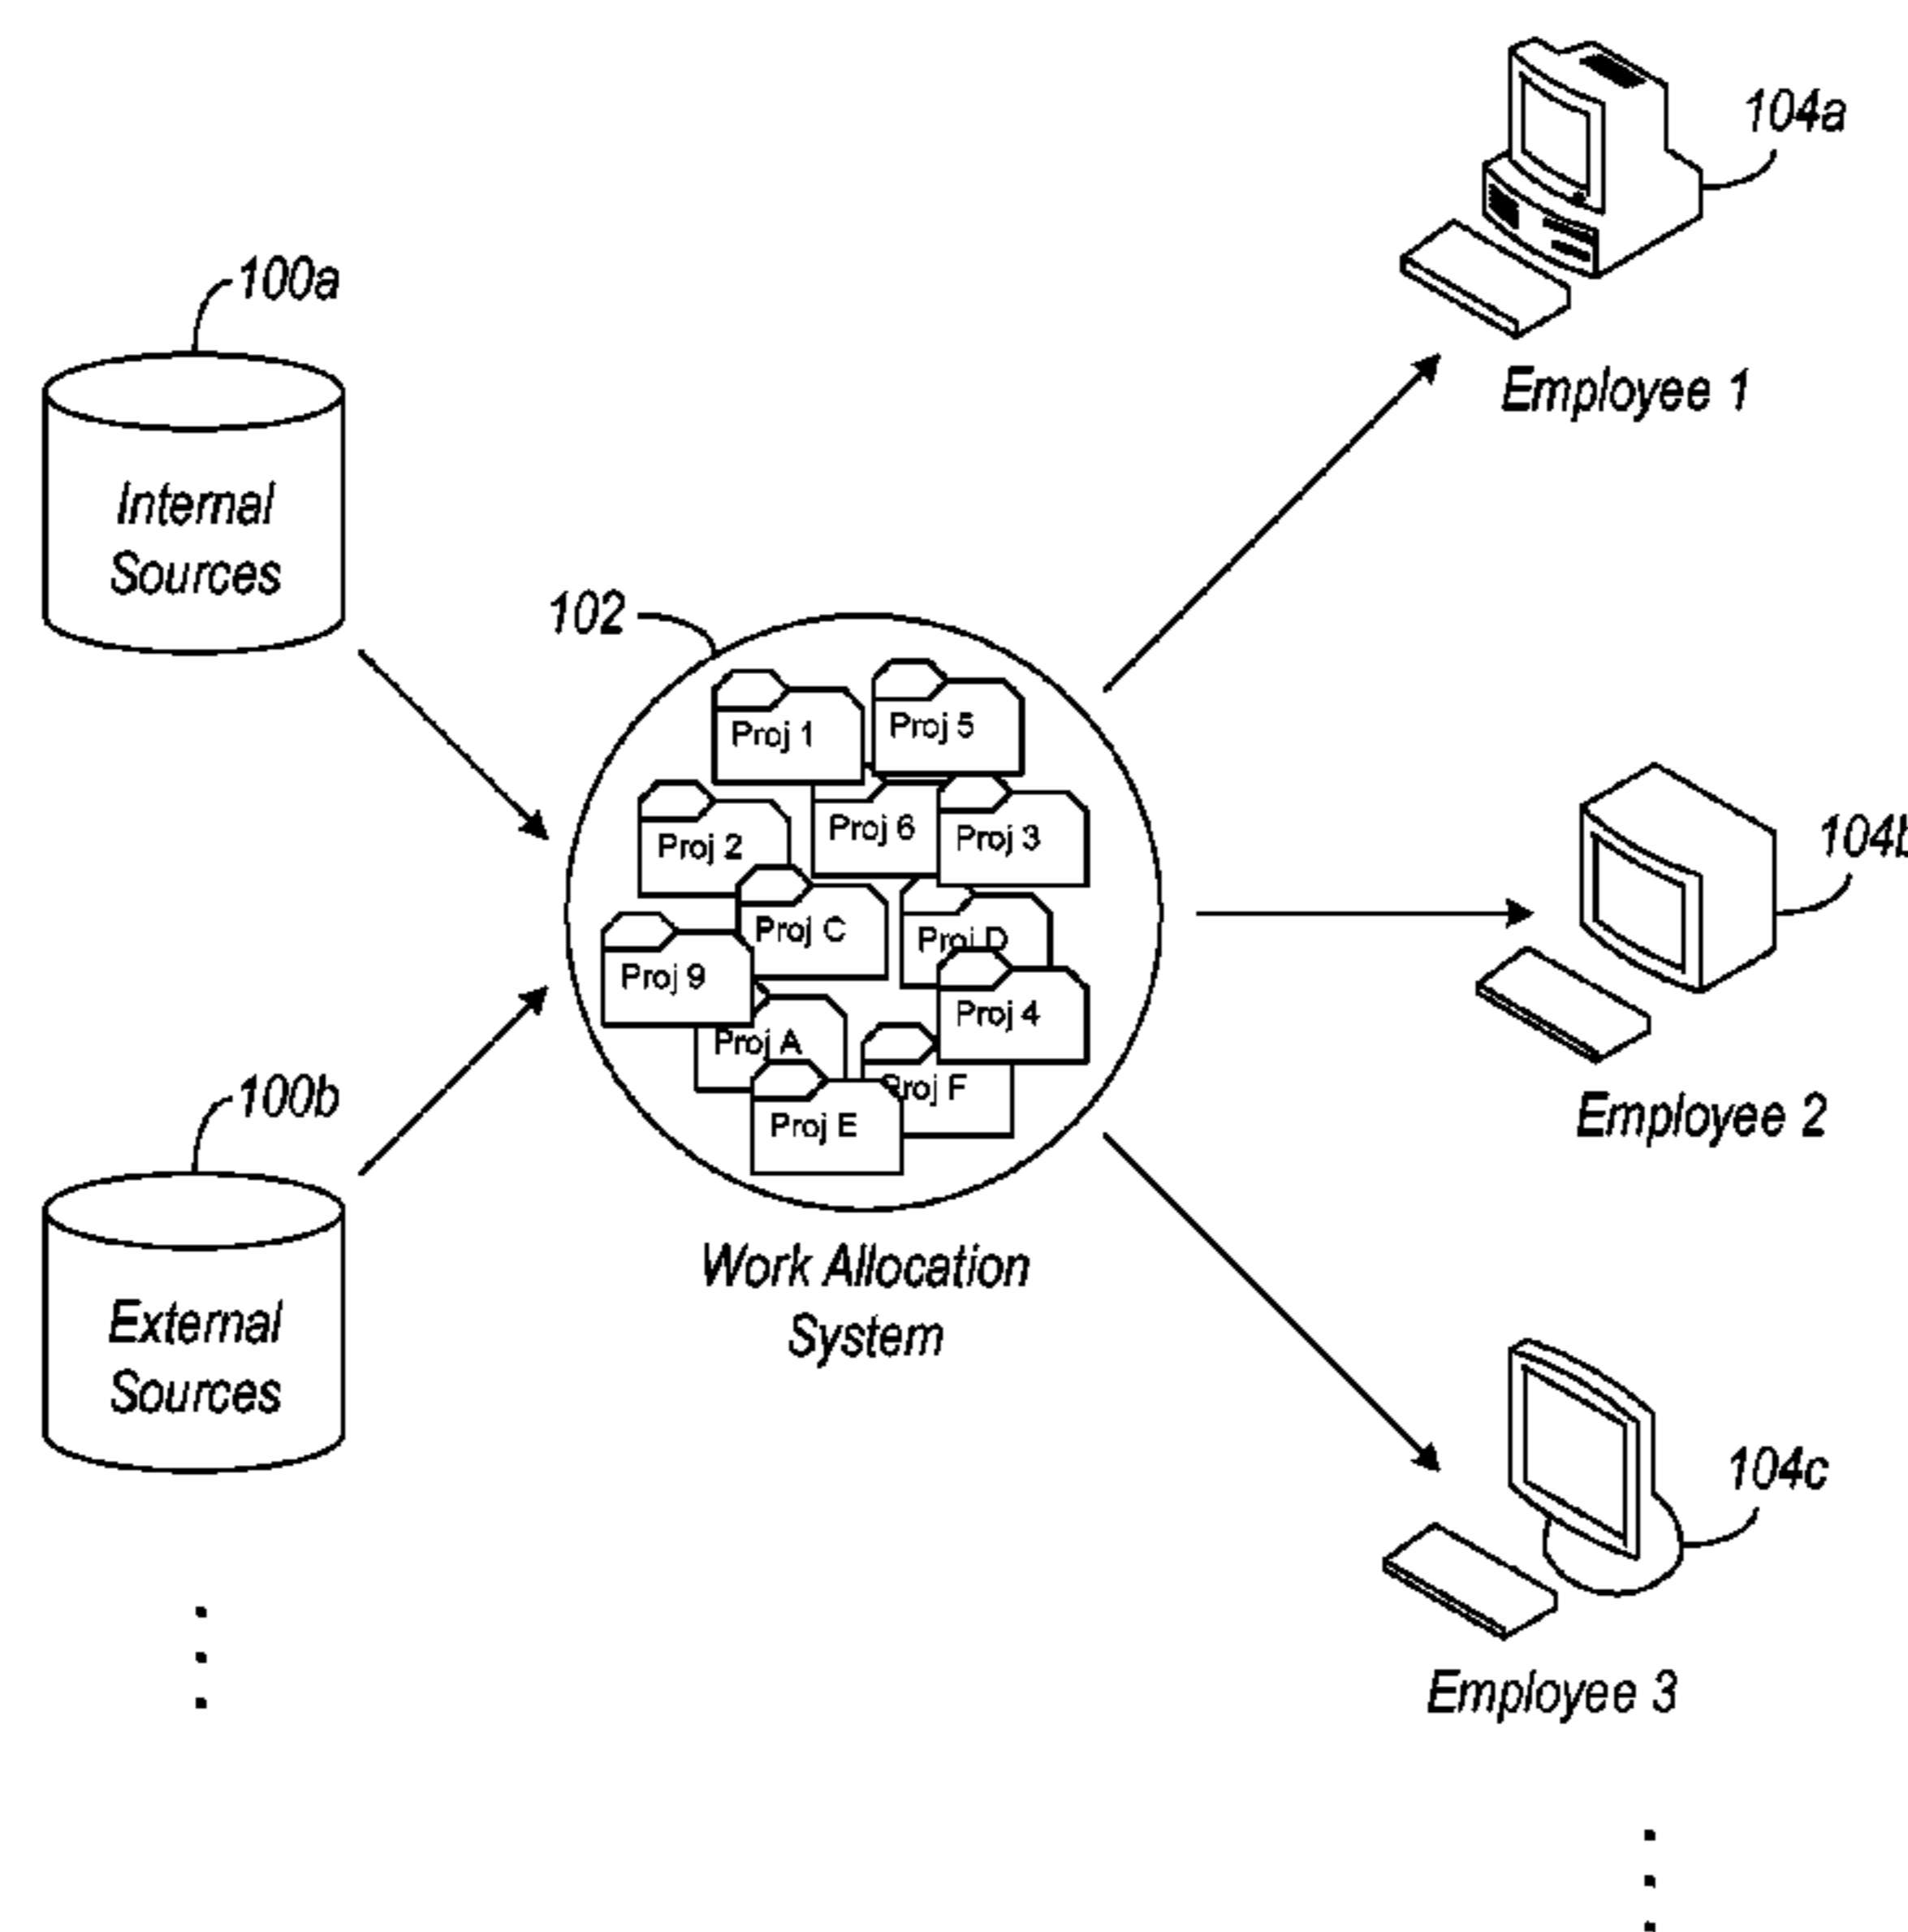 104a
100a
Employee 1
Internal
Sources
102
Proj 1
Proj 5
Proj 2
Proj 6
Proj 3
104b
Proj C
Proj D
Proj 9
Proj 4
Proj A
Proj F
Proj E
100b
Employee 2
Work Allocation
System
External
Sources
104c
Employee 3